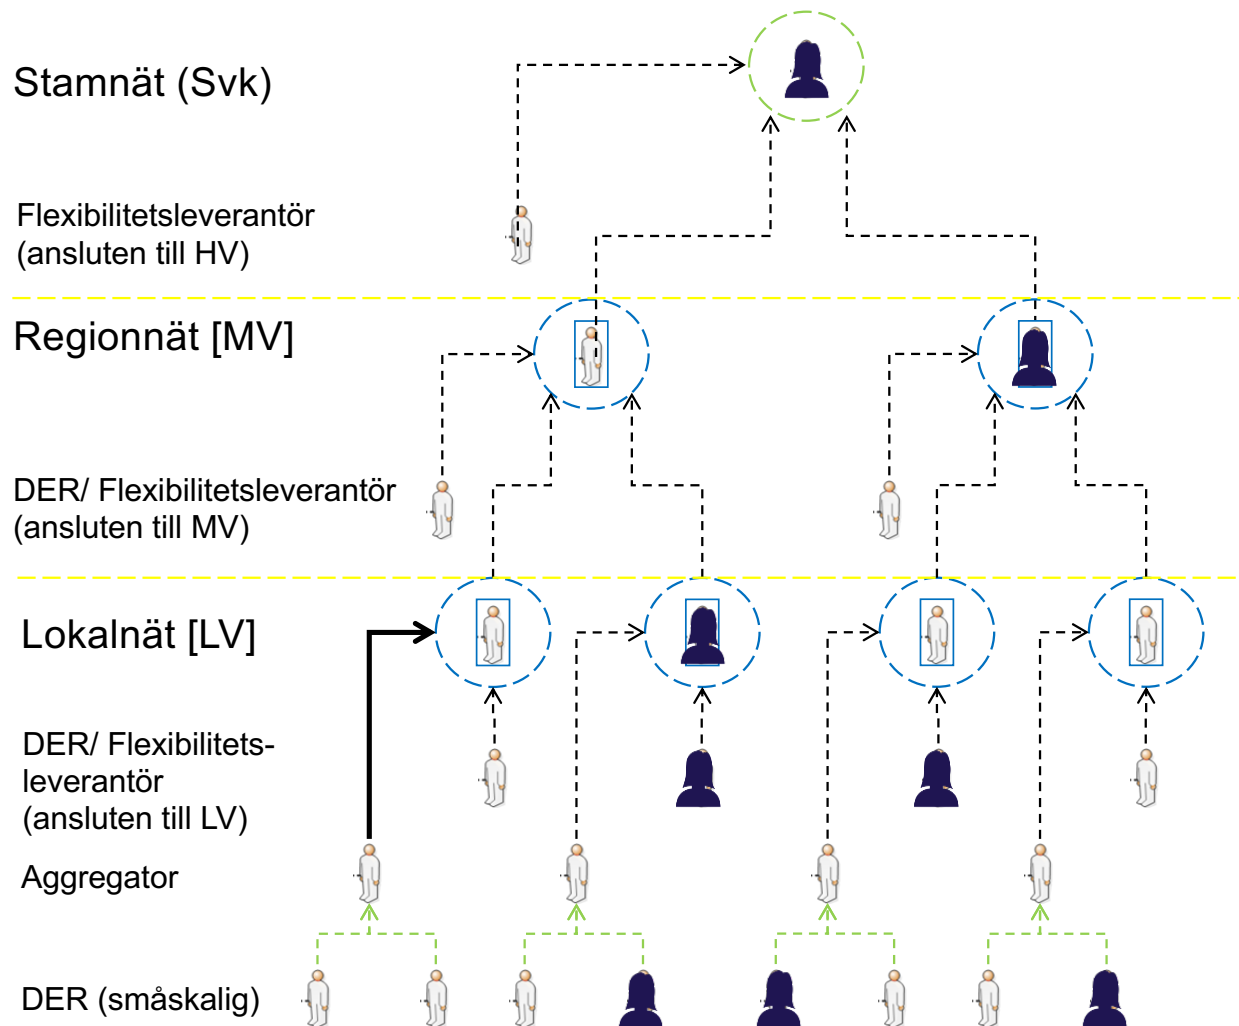 Stamnät (Svk)
Flexibilitetsleverantör
(ansluten till HV)
Regionnät [MV]
DER/ Flexibilitetsleverantör
(ansluten till MV)
Lokalnät [LV]
DER/ Flexibilitets-
leverantör
(ansluten till LV)
Aggregator
DER (småskalig)